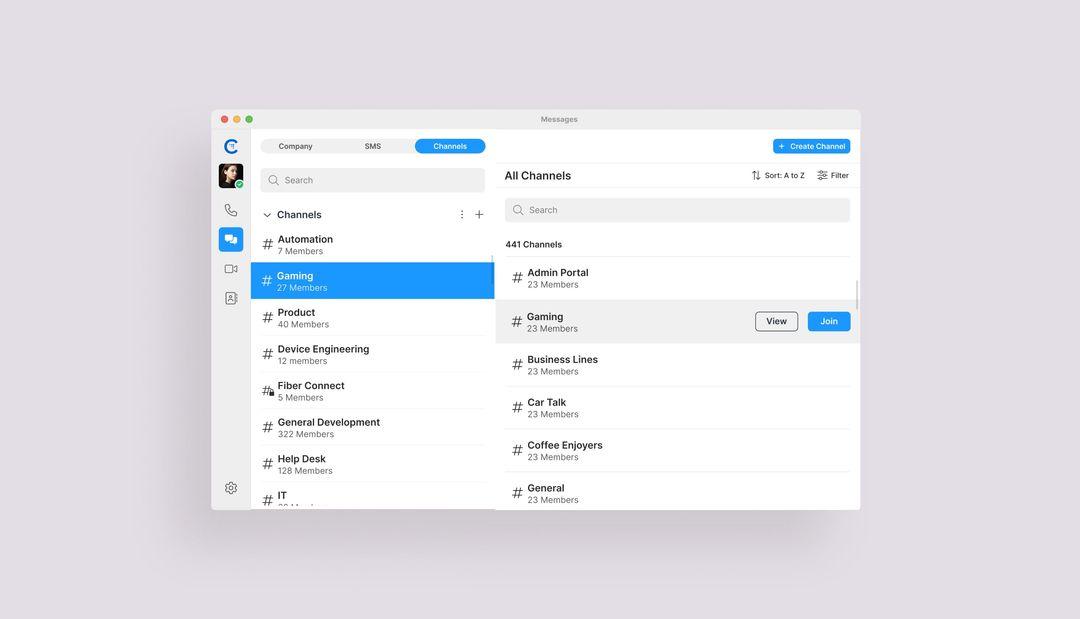 Messages
Company
SMS
Channels
Search
Channels
#
Automation
7 Members
#
Gaming
27 Members
#
Product
40 Members
#
Device Engineering
12 members
#
Fiber Connect
5 Members
#
General Development
322 Members
#
Help Desk
128 Members
#
IT
+ Create Channel
All Channels
Sort: A to Z
Filter
Search
441 Channels
#
Admin Portal
23 Members
#
Gaming
23 Members
View
Join
#
Business Lines
23 Members
#
Car Talk
23 Members
#
Coffee Enjoyers
23 Members
#
General
23 Members